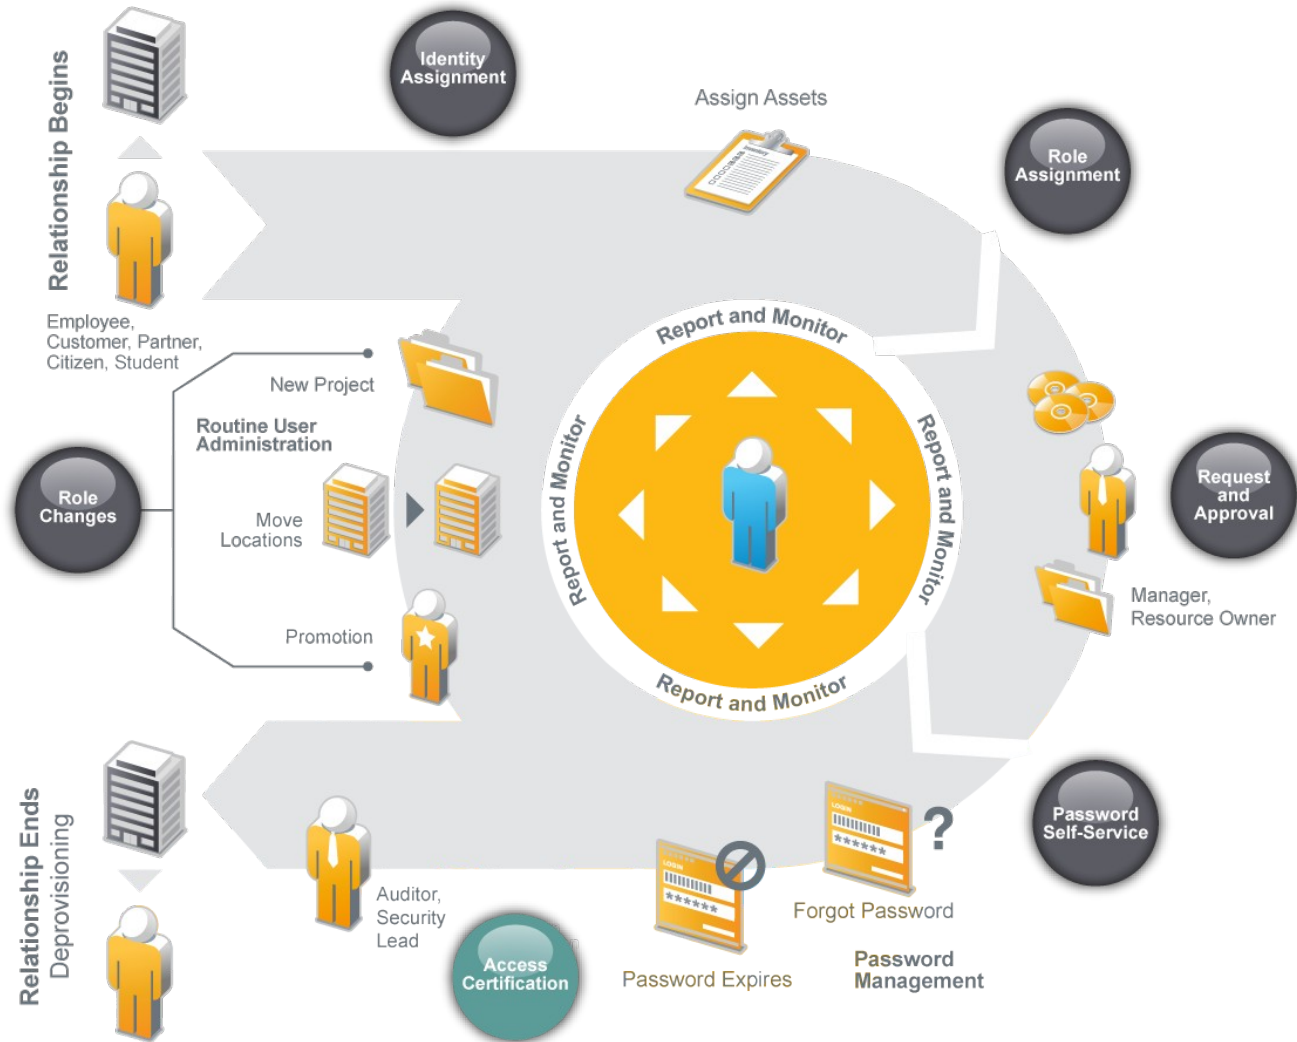 Relationship Begins
Identity
Assignment
Assign Assets
Inventory
Role
Assignment
Employee,
Customer, Partner,
Citizen, Student
New Project
Routine User
Administration
Role
Changes
Move
Locations
Promotion
Report and Monitor
Report and Monitor
Report and Monitor
Report and Monitor
Request
and
Approval
Manager,
Resource Owner
Relationship Ends
Deprovisioning
Auditor,
Security
Lead
Access
Certification
LOGIN
******
Password Expires
LOGIN
******
?
Forgot Password
Password
Management
Password
Self-Service